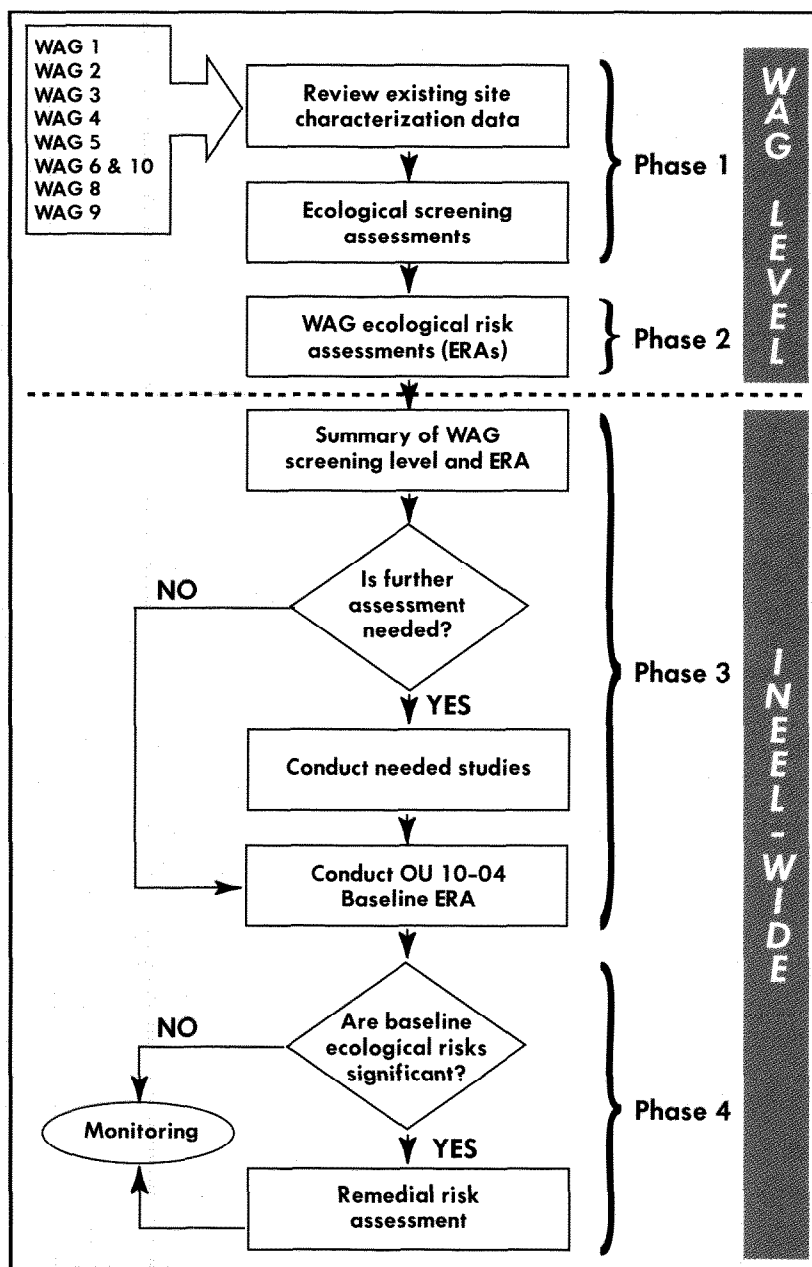 WAG 1
WAG 2
WAG 3
WAG 4
WAG 5
WAG 6 & 10
WAG 8
WAG 9
Review existing site
characterization data
Ecological screening
assessments
Phase 1
WAG ecological risk
assessments (ERAs)
Phase 2
WAG LEVEL
Summary of WAG
screening level and ERA
Is further
assessment
needed?
NO
YES
Conduct needed studies
Conduct OU 10-04
Baseline ERA
Phase 3
INEEL-WIDE
Are baseline
ecological risks
significant?
NO
YES
Monitoring
Remedial risk
assessment
Phase 4